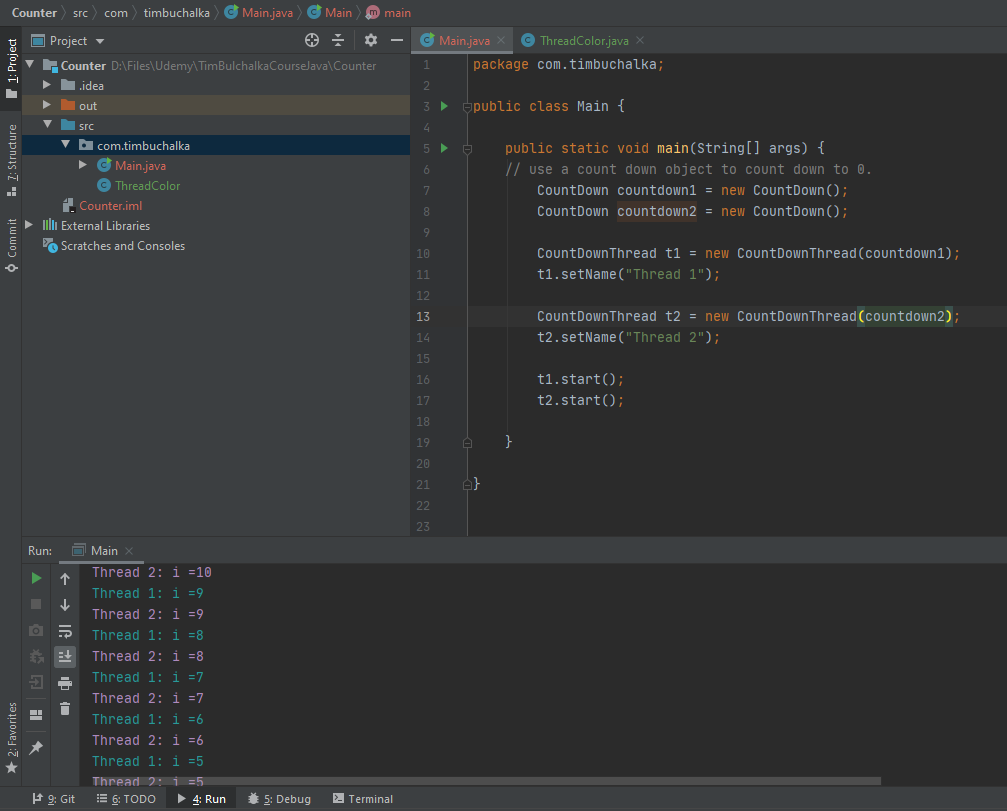 Counter src com timbuchalka Main.java Main main
1: Project
7: Structure
Commit
2: Favorites
Project
Counter D:\Files\Udemy\TimBulchalkaCourseJava\Counter
.idea
out
src
com.timbuchalka
Main.java
ThreadColor
Counter.iml
External Libraries
Scratches and Consoles
Main.java ThreadColor.java
1 package com.timbuchalka;
2
3 public class Main {
4
5 public static void main(String[] args) {
6 // use a count down object to count down to 0.
7 CountDown countdown1 = new CountDown();
8 CountDown countdown2 = new CountDown();
9
10 CountDownThread t1 = new CountDownThread(countdown1);
11 t1.setName("Thread 1");
12
13 CountDownThread t2 = new CountDownThread(countdown2);
14 t2.setName("Thread 2");
15
16 t1.start();
17 t2.start();
18
19 }
20
21 }
22
23
Run: Main
Thread 2: i =10
Thread 1: i =9
Thread 2: i =9
Thread 1: i =8
Thread 2: i =8
Thread 1: i =7
Thread 2: i =7
Thread 1: i =6
Thread 2: i =6
Thread 1: i =5
Thread 2: i =5
9: Git 6: TODO 4: Run 5: Debug Terminal